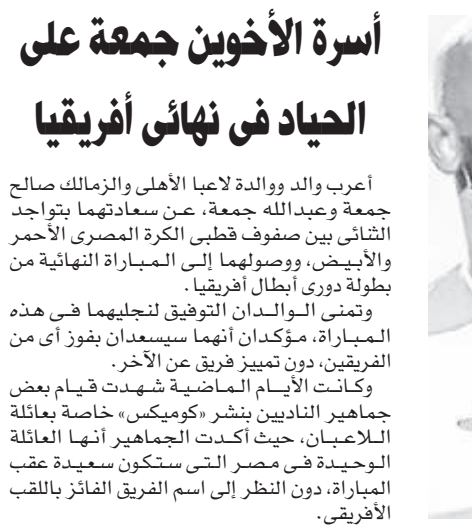 أسرة الأخوين جمعة على
الحياد فى نهائى أفريقيا
أعرب والد ووالدة لاعبا الأهلى والزمالك صالح
جمعة وعبدالله جمعة، عن سعادتهما بتواجد
الثنائى بين صفوف قطبى الكرة المصرى الأحمر
والأبيض، ووصولهما إلى المباراة النهائية من
بطولة دورى أبطال أفريقيا.
وتمنى الوالدان التوفيق لنجليهما فى هذه
المباراة، مؤكدان أنهما سيسعدان بفوز أى من
الفريقين، دون تمييز فريق عن الآخر.
وكانت الأيام الماضية شهدت قيام بعض
جماهير الناديين بنشر «كوميكس» خاصة بعائلة
اللاعبان، حيث أكدت الجماهير أنها العائلة
الوحيدة فى مصر التى ستكون سعيدة عقب
المباراة، دون النظر إلى اسم الفريق الفائز باللقب
الأفريقى.